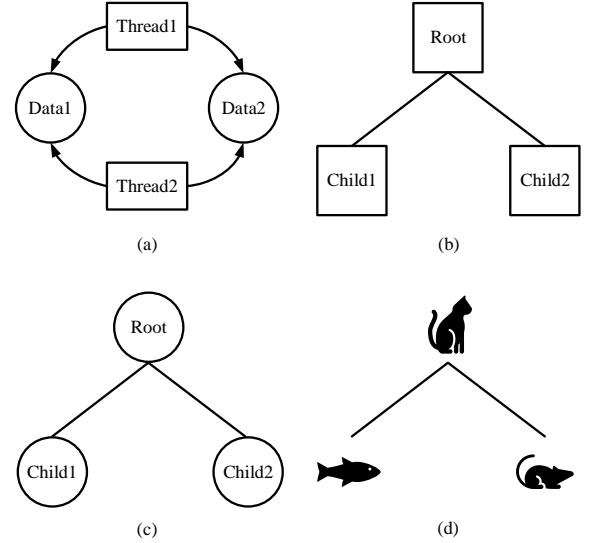 Thread1
Data1
Data2
Thread2
(a)
Root
Child1
Child2
(b)
Root
Child1
Child2
(c)
(d)